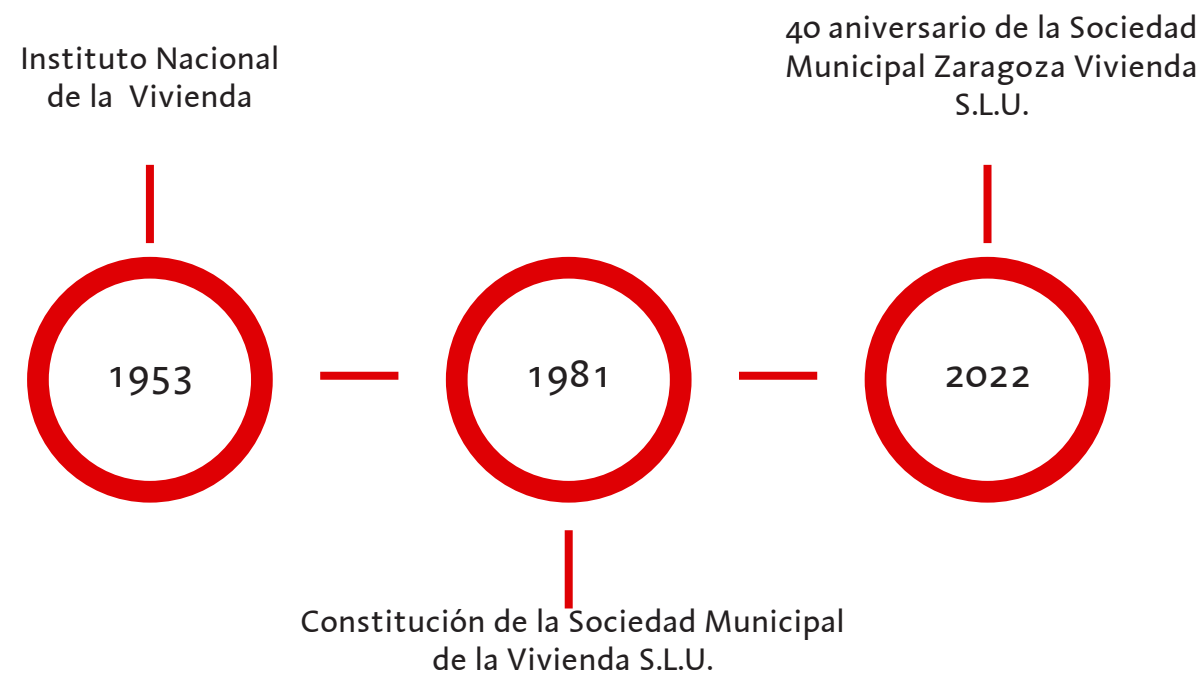 Instituto Nacional
de la Vivienda
40 aniversario de la Sociedad
Municipal Zaragoza Vivienda
S.L.U.
1953
1981
2022
Constitución de la Sociedad Municipal
de la Vivienda S.L.U.